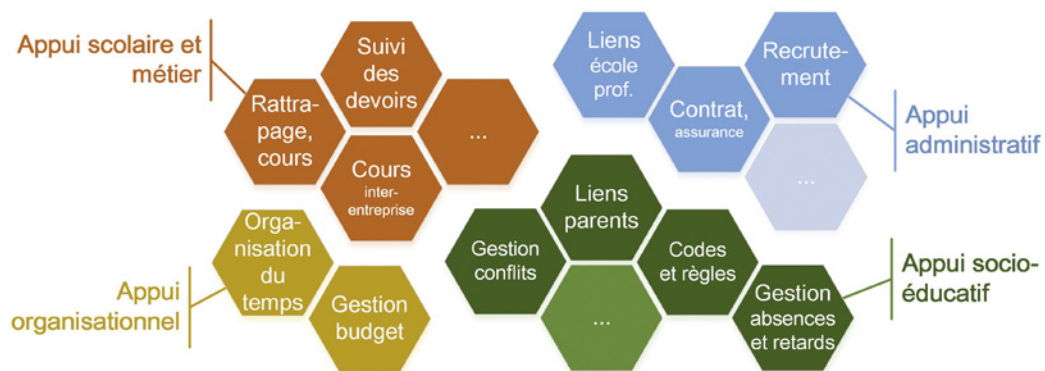 Appui scolaire et
métier
Suivi
des
devoirs
Rattra-
page,
cours
...
Cours
inter-
entreprise
Liens
école
prof.
Recrute-
ment
Contrat,
assurance
...
Appui
administratif
Orga-
nisation
du
temps
Gestion
budget
Appui
organisationnel
Liens
parents
Gestion
conflits
Codes
et règles
...
Gestion
absences
et retards
Appui socio-
éducatif